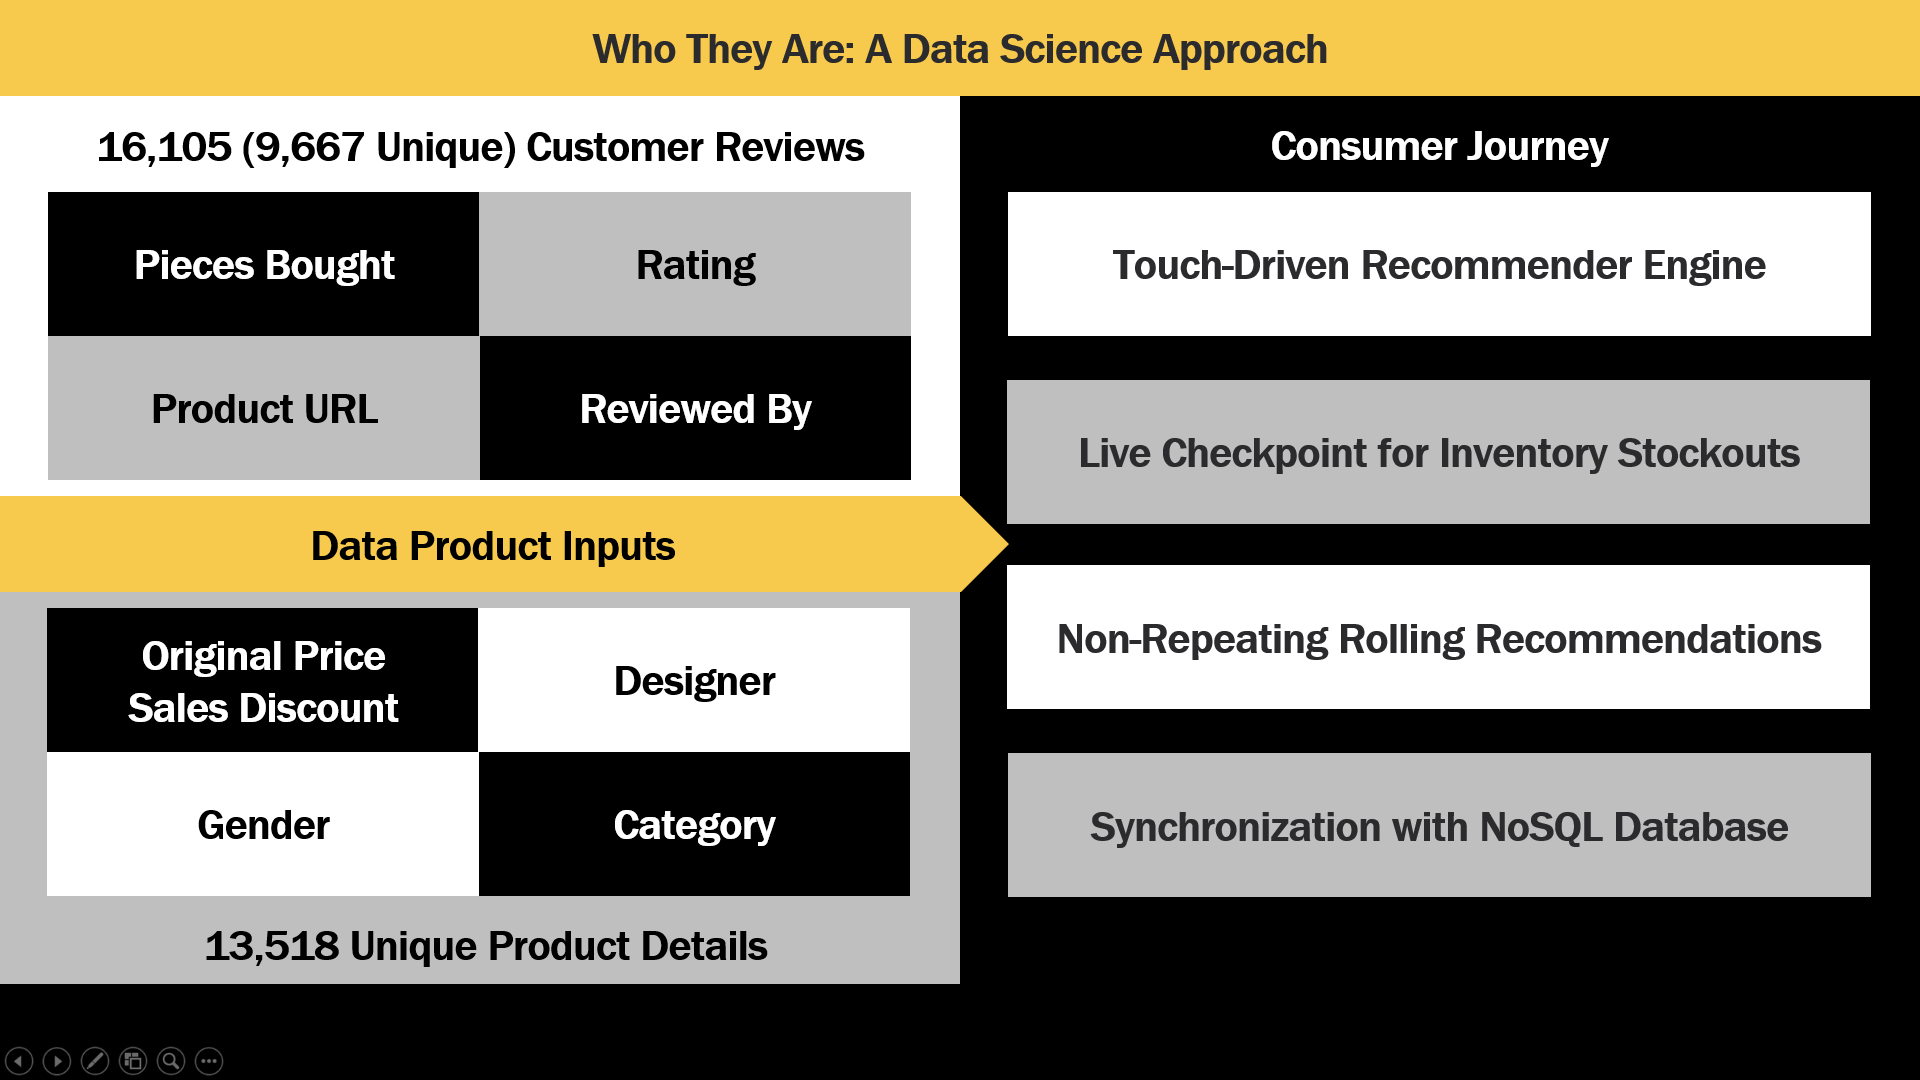 Who They Are: A Data Science Approach
16,105 (9,667 Unique) Customer Reviews
Pieces Bought
Rating
Product URL
Reviewed By
Data Product Inputs
Original Price
Sales Discount
Designer
Gender
Category
13,518 Unique Product Details
Consumer Journey
Touch-Driven Recommender Engine
Live Checkpoint for Inventory Stockouts
Non-Repeating Rolling Recommendations
Synchronization with NoSQL Database